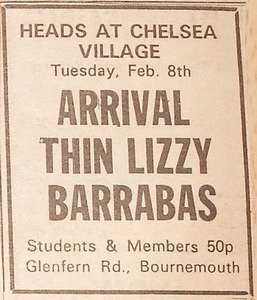 HEADS AT CHELSEA
VILLAGE
Tuesday, Feb. 8th
ARRIVAL
THIN LIZZY
BARRABAS
Students & Members 50p
Glenfern Rd., Bournemouth